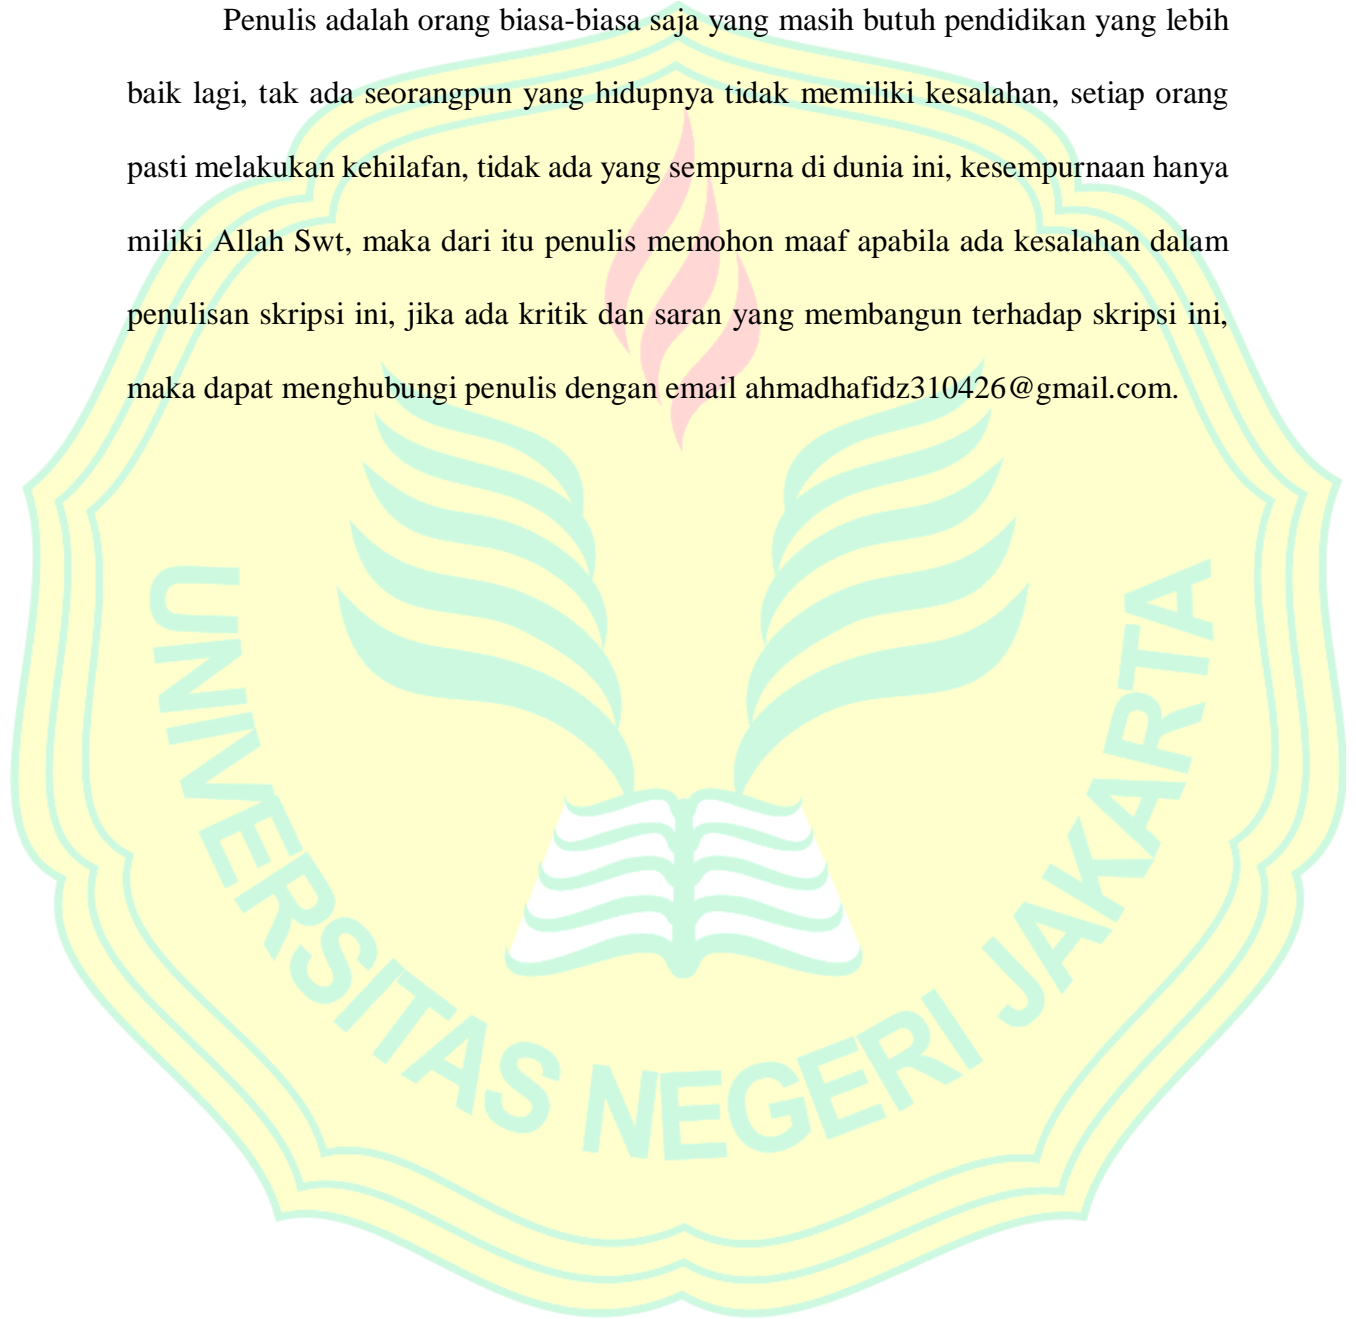 Penulis adalah orang biasa-biasa saja yang masih butuh pendidikan yang lebih
baik lagi, tak ada seorangpun yang hidupnya tidak memiliki kesalahan, setiap orang
pasti melakukan kehilafan, tidak ada yang sempurna di dunia ini, kesempurnaan hanya
miliki Allah Swt, maka dari itu penulis memohon maaf apabila ada kesalahan dalam
penulisan skripsi ini, jika ada kritik dan saran yang membangun terhadap skripsi ini,
maka dapat menghubungi penulis dengan email ahmadhafidz310426@gmail.com.
UNIVERSITAS NEGERI JAKARTA